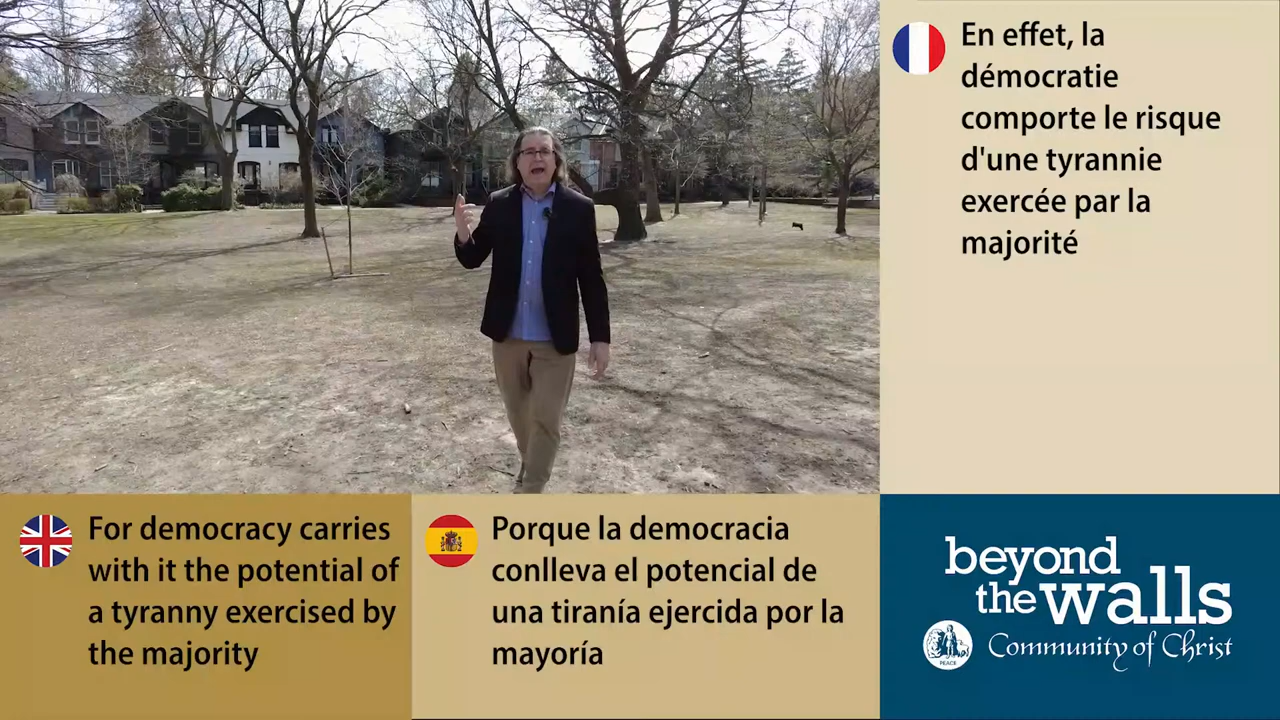 En effet, la
démocratie
comporte le risque
d'une tyrannie
exercée par la
majorité
For democracy carries
with it the potential of
a tyranny exercised by
the majority
Porque la democracia
conlleva el potencial de
una tiranía ejercida por la
mayoría
beyond
the walls
Community of Christ
PEACE